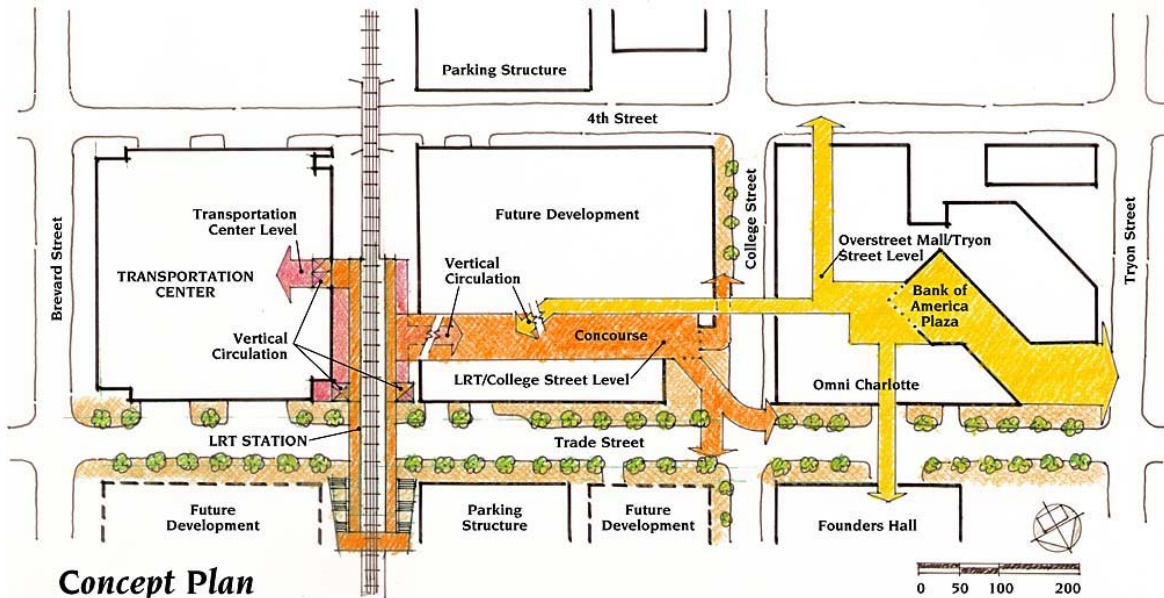 Parking Structure
4th Street
Brevard Street
Transportation
Center Level
TRANSPORTATION
CENTER
Vertical
Circulation
Future Development
Vertical
Circulation
Concourse
LRT/College Street Level
College Street
Overstreet Mall/Tryon
Street Level
Bank of
America
Plaza
Tryon Street
Omni Charlotte
LRT STATION
Trade Street
Future
Development
Parking
Structure
Future
Development
Founders Hall
Concept Plan
0 50 100 200